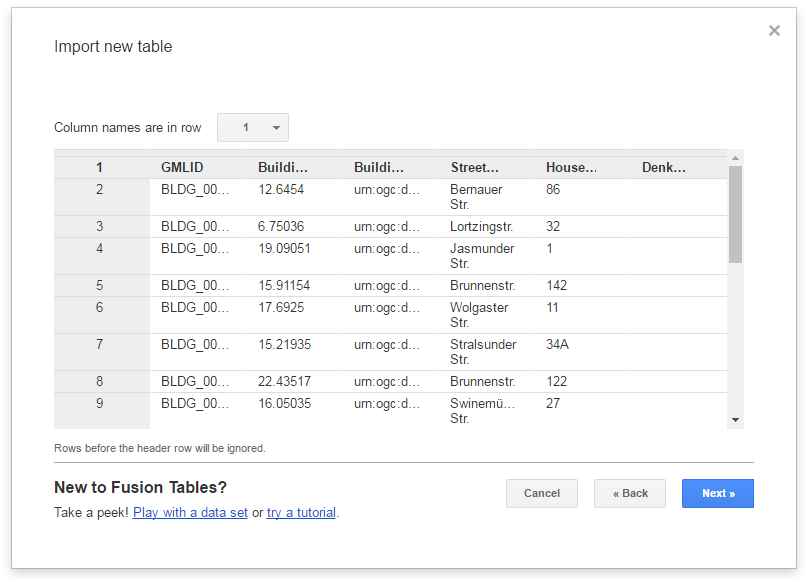 Import new table
×
Column names are in row 1
1 GMLID Buildi… Buildi… Street… House… Denk…
2 BLDG_00… 12.6454 urn:ogc:d… Bernauer Str. 86
3 BLDG_00… 6.75036 urn:ogc:d… Lortzingstr. 32
4 BLDG_00… 19.09051 urn:ogc:d… Jasmunder Str. 1
5 BLDG_00… 15.91154 urn:ogc:d… Brunnenstr. 142
6 BLDG_00… 17.6925 urn:ogc:d… Wolgaster Str. 11
7 BLDG_00… 15.21935 urn:ogc:d… Stralsunder Str. 34A
8 BLDG_00… 22.43517 urn:ogc:d… Brunnenstr. 122
9 BLDG_00… 16.05035 urn:ogc:d… Swinemü… Str. 27
Rows before the header row will be ignored.
New to Fusion Tables?
Take a peek! Play with a data set or try a tutorial.
Cancel
« Back
Next »